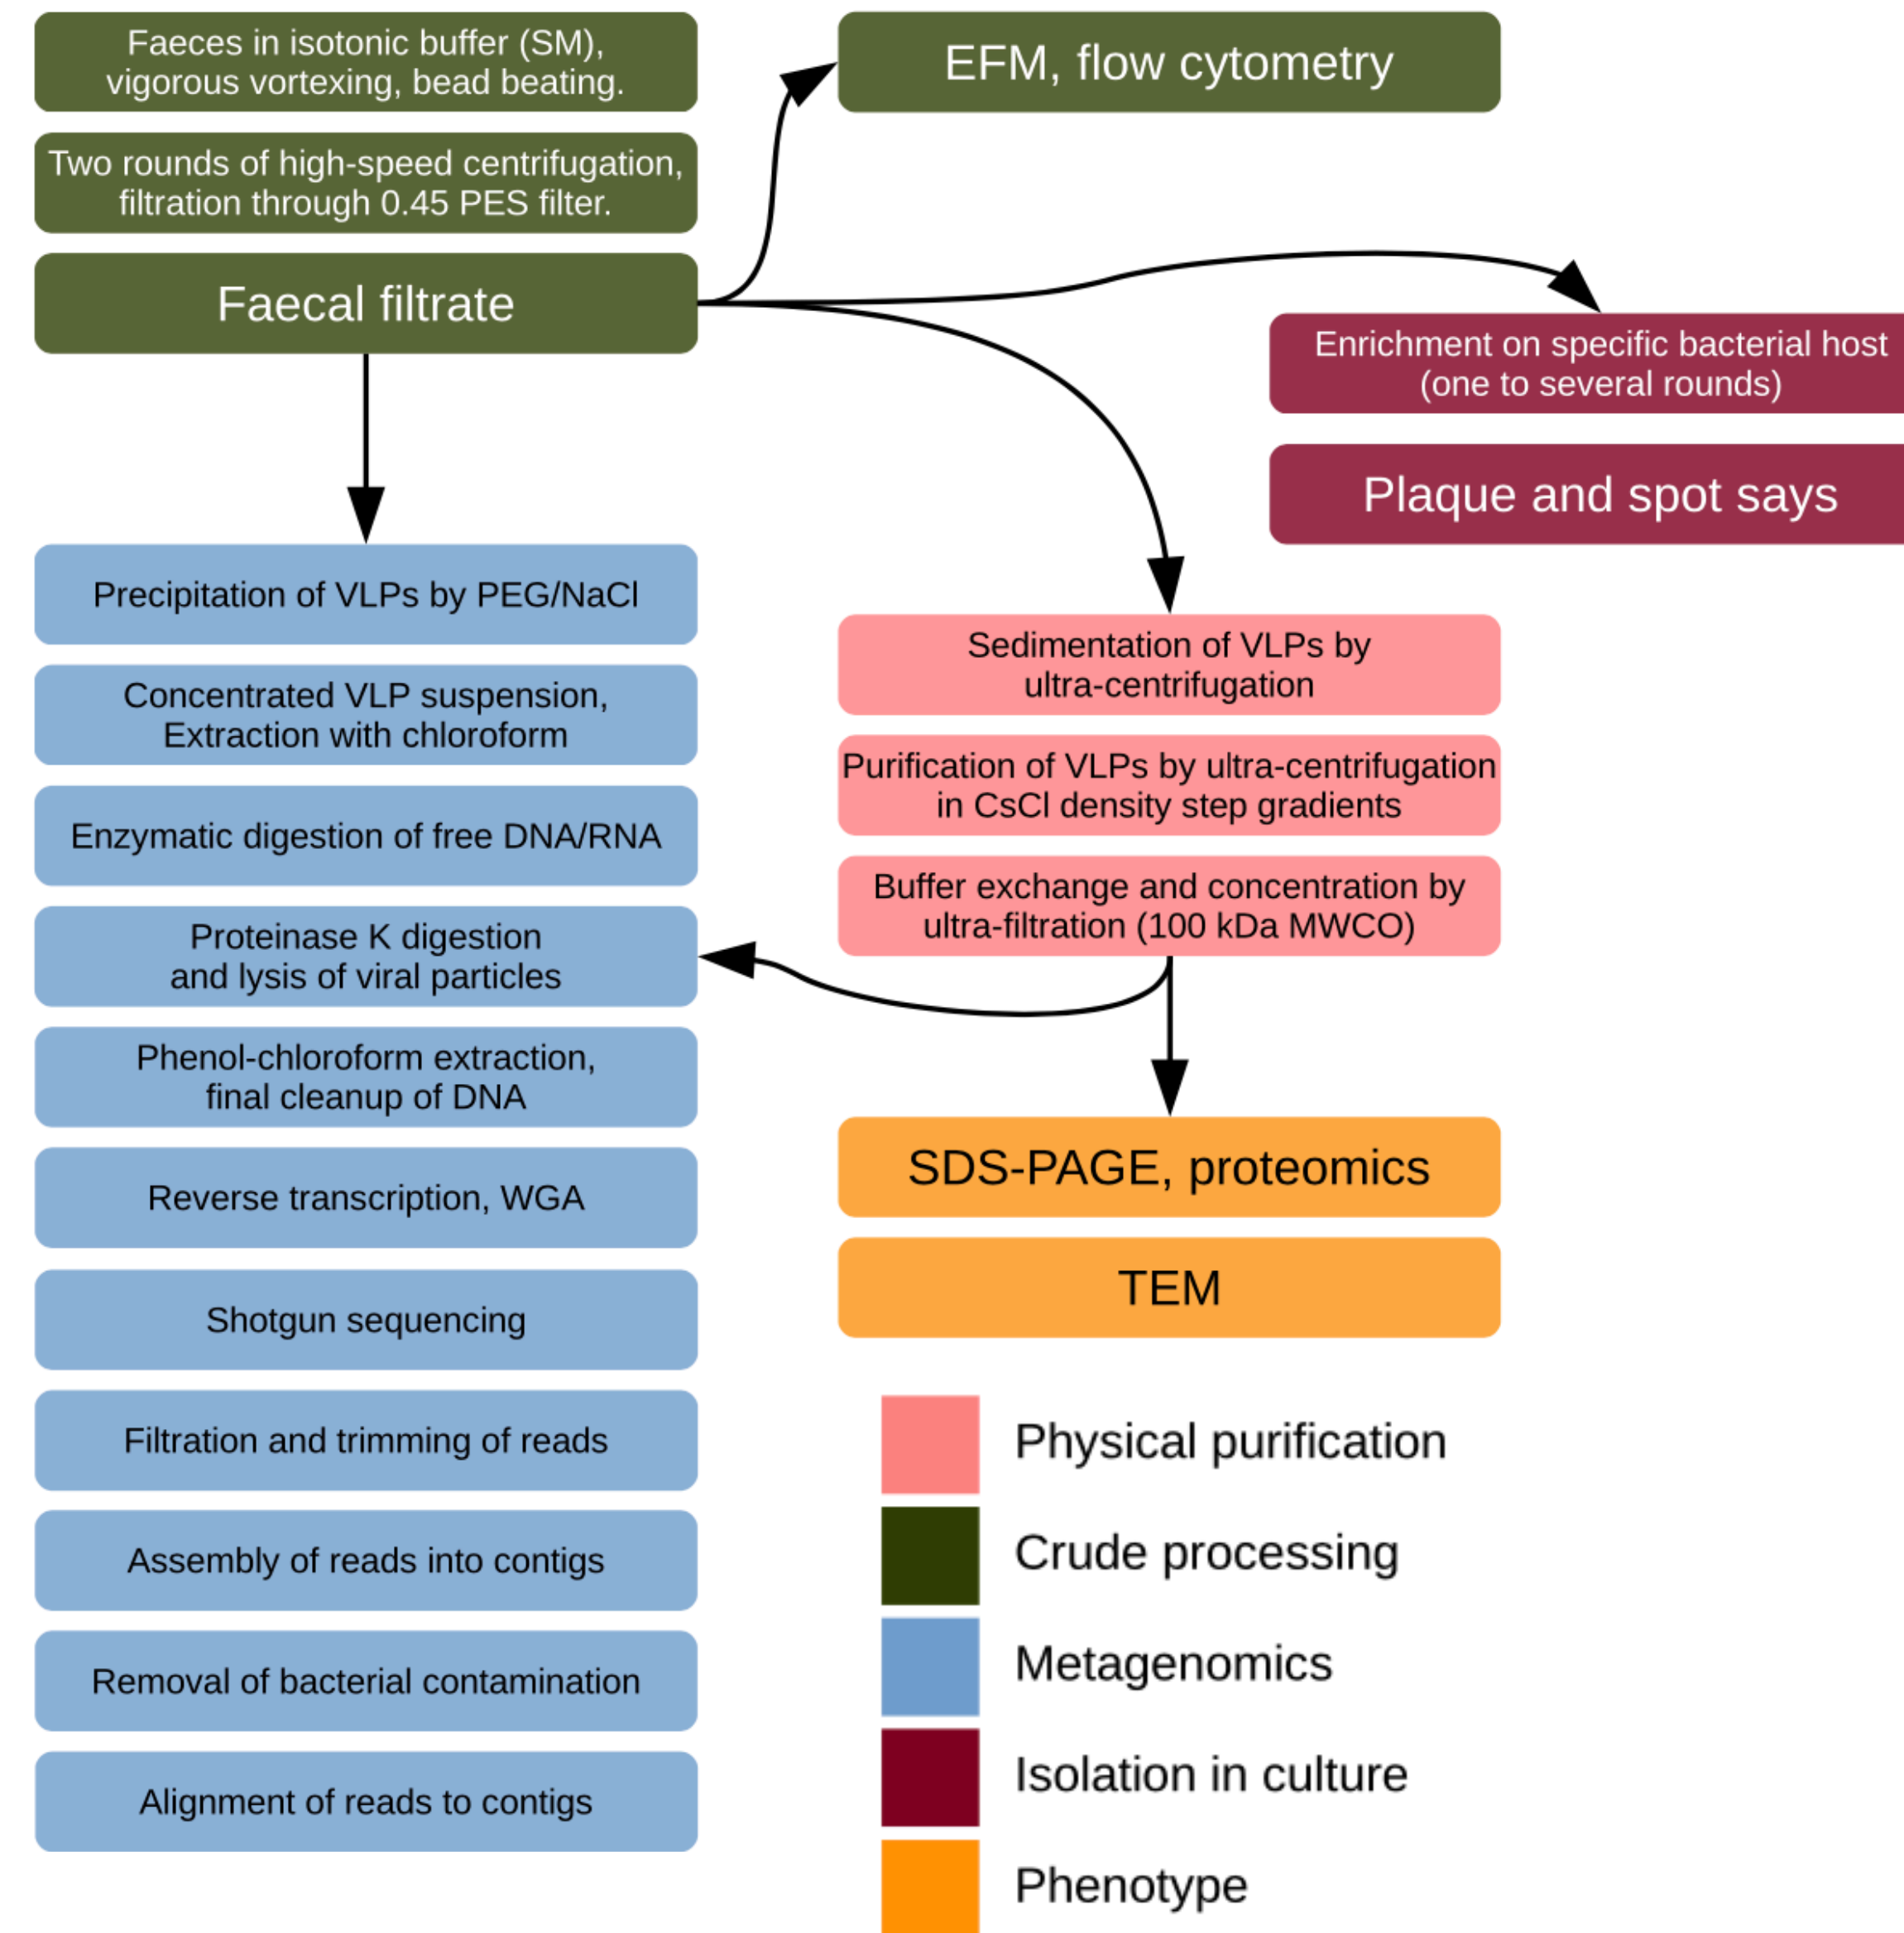 Faeces in isotonic buffer (SM),
vigorous vortexing, bead beating.
Two rounds of high-speed centrifugation,
filtration through 0.45 PES filter.
Faecal filtrate
EFM, flow cytometry
Enrichment on specific bacterial host
(one to several rounds)
Plaque and spot says
Precipitation of VLPs by PEG/NaCl
Concentrated VLP suspension,
Extraction with chloroform
Enzymatic digestion of free DNA/RNA
Proteinase K digestion
and lysis of viral particles
Phenol-chloroform extraction,
final cleanup of DNA
Reverse transcription, WGA
Shotgun sequencing
Filtration and trimming of reads
Assembly of reads into contigs
Removal of bacterial contamination
Alignment of reads to contigs
Sedimentation of VLPs by
ultra-centrifugation
Purification of VLPs by ultra-centrifugation
in CsCl density step gradients
Buffer exchange and concentration by
ultra-filtration (100 kDa MWCO)
SDS-PAGE, proteomics
TEM
Physical purification
Crude processing
Metagenomics
Isolation in culture
Phenotype